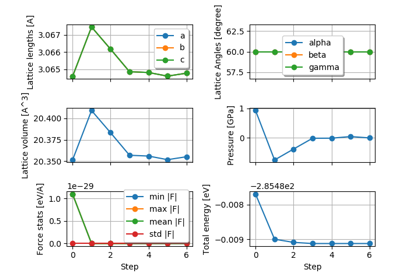 Lattice lengths [A]
3.067
3.066
3.065
a
b
c
Lattice Angles [degree]
62.5
60.0
57.5
alpha
beta
gamma
Lattice volume [A^3]
20.400
20.375
20.350
Pressure [GPa]
1
0
Force stats [eV/A]
1e−29
1.0
0.5
0.0
0 2 4 6
Step
min |F|
max |F|
mean |F|
std |F|
Total energy [eV]
−2.8548e2
−0.008
−0.009
0 2 4 6
Step